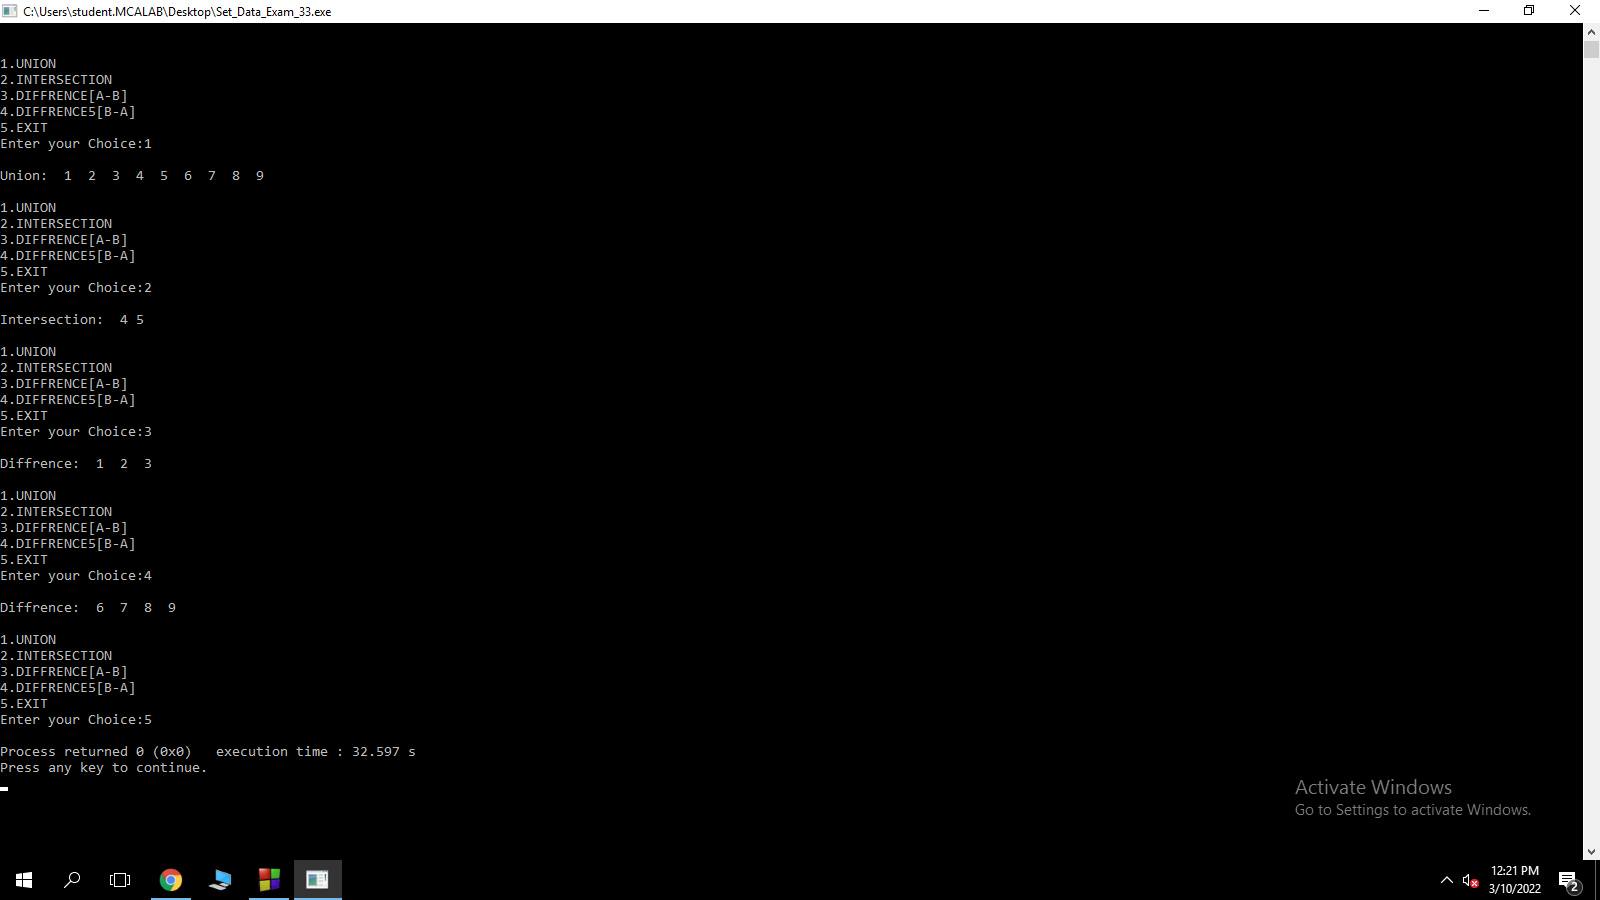 C:\Users\student.MCALAB\Desktop\Set_Data_Exam_33.exe
1.UNION
2.INTERSECTION
3.DIFFRENCE[A-B]
4.DIFFRENCE5[B-A]
5.EXIT
Enter your Choice:1
Union:  1  2  3  4  5  6  7  8  9
1.UNION
2.INTERSECTION
3.DIFFRENCE[A-B]
4.DIFFRENCE5[B-A]
5.EXIT
Enter your Choice:2
Intersection:  4 5
1.UNION
2.INTERSECTION
3.DIFFRENCE[A-B]
4.DIFFRENCE5[B-A]
5.EXIT
Enter your Choice:3
Diffrence:  1  2  3
1.UNION
2.INTERSECTION
3.DIFFRENCE[A-B]
4.DIFFRENCE5[B-A]
5.EXIT
Enter your Choice:4
Diffrence:  6  7  8  9
1.UNION
2.INTERSECTION
3.DIFFRENCE[A-B]
4.DIFFRENCE5[B-A]
5.EXIT
Enter your Choice:5
Process returned 0 (0x0)   execution time : 32.597 s
Press any key to continue.
Activate Windows
Go to Settings to activate Windows.
12:21 PM
3/10/2022
2